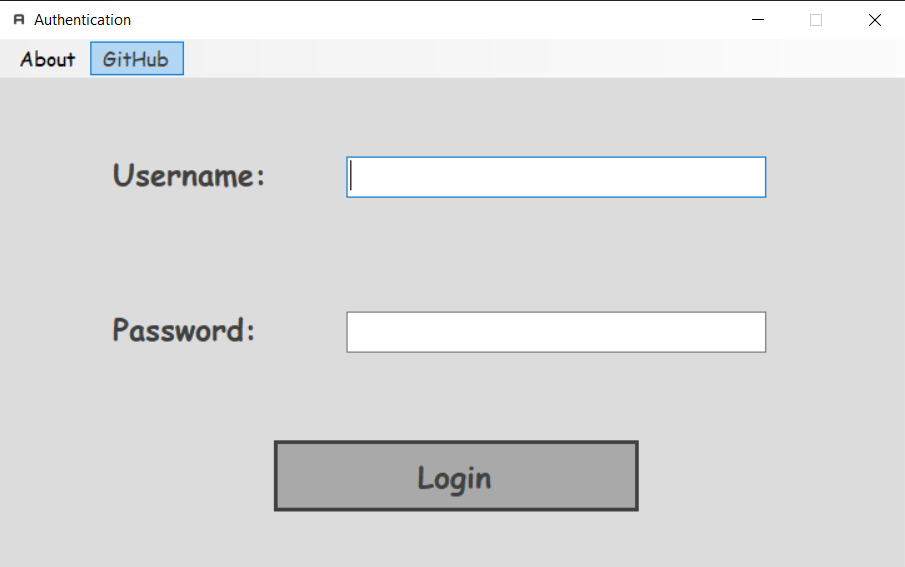 Authentication
About GitHub
Username:
Password:
Login